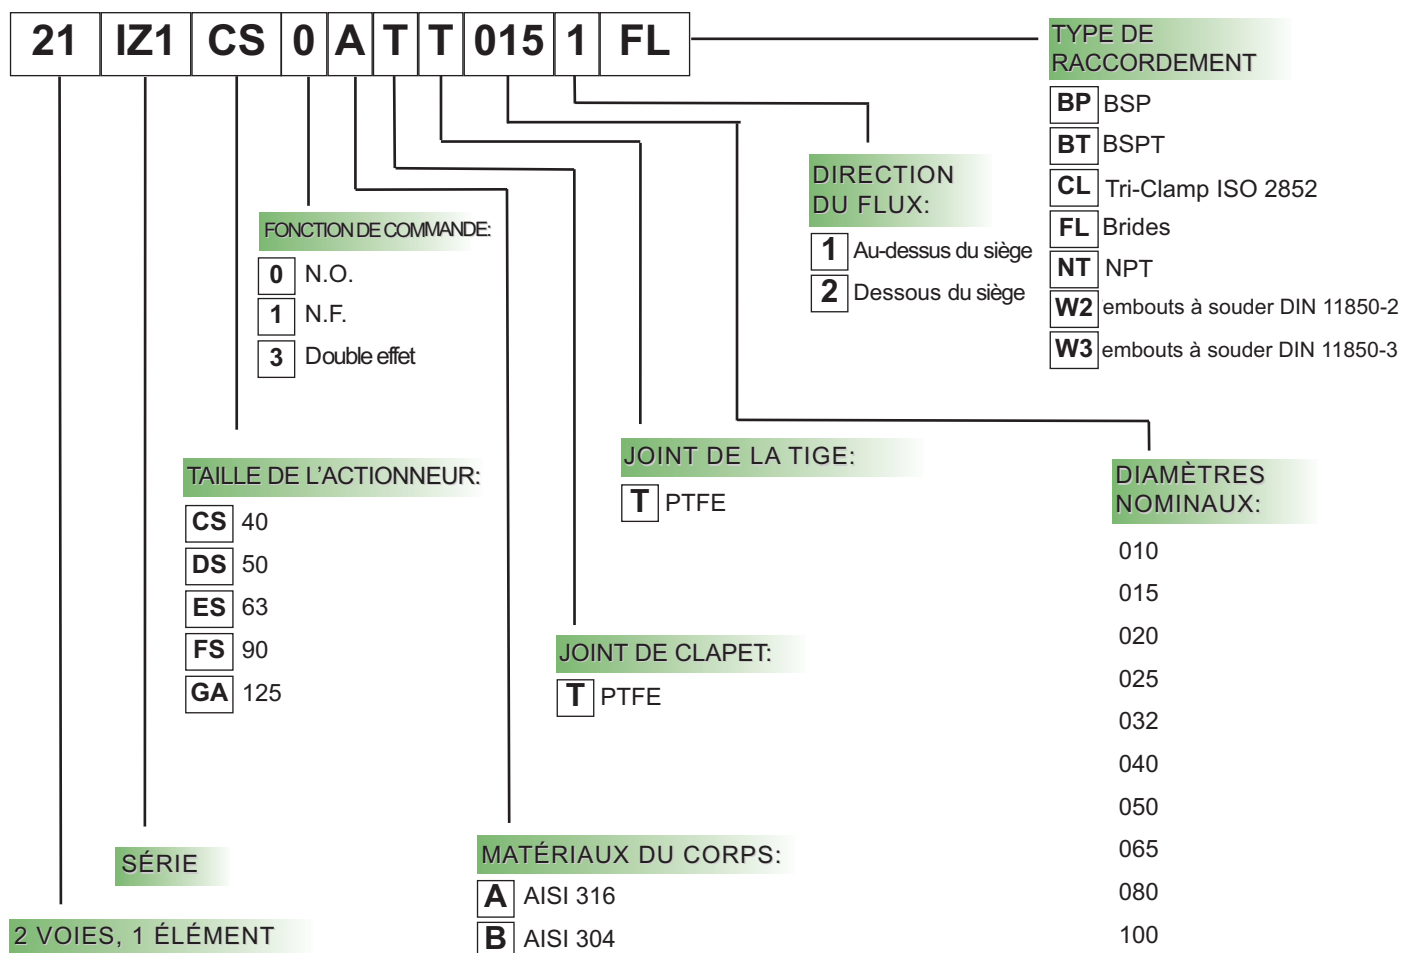 21 IZ1 CS 0 A T T 015 1 FL
TYPE DE
RACCORDEMENT
BP BSP
BT BSPT
CL Tri-Clamp ISO 2852
FL Brides
NT NPT
W2 embouts à souder DIN 11850-2
W3 embouts à souder DIN 11850-3
DIRECTION
DU FLUX:
1 Au-dessus du siège
2 Dessous du siège
FONCTION DE COMMANDE:
0 N.O.
1 N.F.
3 Double effet
TAILLE DE L'ACTIONNEUR:
CS 40
DS 50
ES 63
FS 90
GA 125
JOINT DE LA TIGE:
T PTFE
DIAMÈTRES
NOMINAUX:
010
015
020
025
032
040
050
065
080
100
JOINT DE CLAPET:
T PTFE
SÉRIE
MATÉRIAUX DU CORPS:
A AISI 316
B AISI 304
2 VOIES, 1 ÉLÉMENT